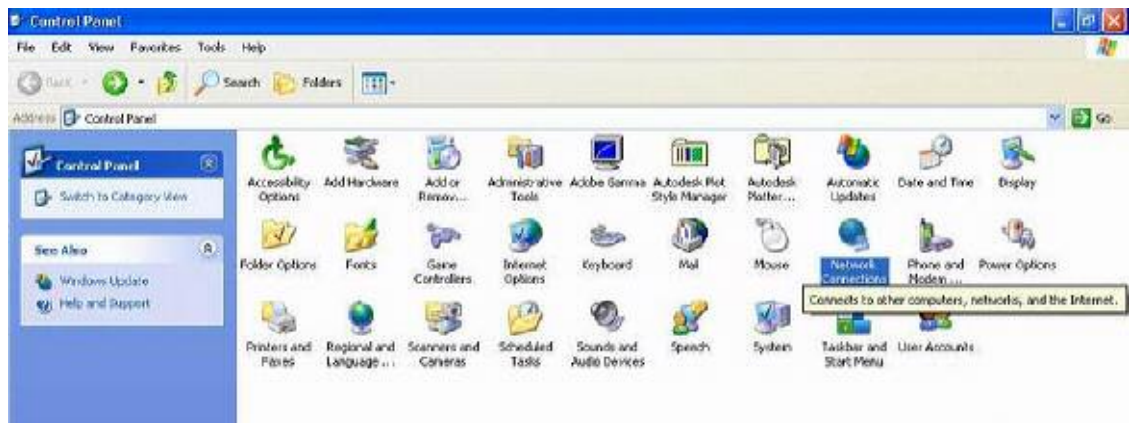 Control Panel
File Edit View Favorites Tools Help
Back Search Folders
Address Control Panel Go
Control Panel
Switch to Category View
See Also
Windows Update
Help and Support
Accessibility Options
Add Hardware
Add or Remov...
Administrative Tools
Adobe Gamma
Autodesk Plot Style Manager
Autodesk Plotter...
Automatic Updates
Date and Time
Display
Folder Options
Fonts
Game Controllers
Internet Options
Keyboard
Mail
Mouse
Network Connections
Phone and Modem ...
Power Options
Connects to other computers, networks, and the Internet.
Printers and Faxes
Regional and Language ...
Scanners and Cameras
Scheduled Tasks
Sounds and Audio Devices
Speech
System
Taskbar and Start Menu
User Accounts